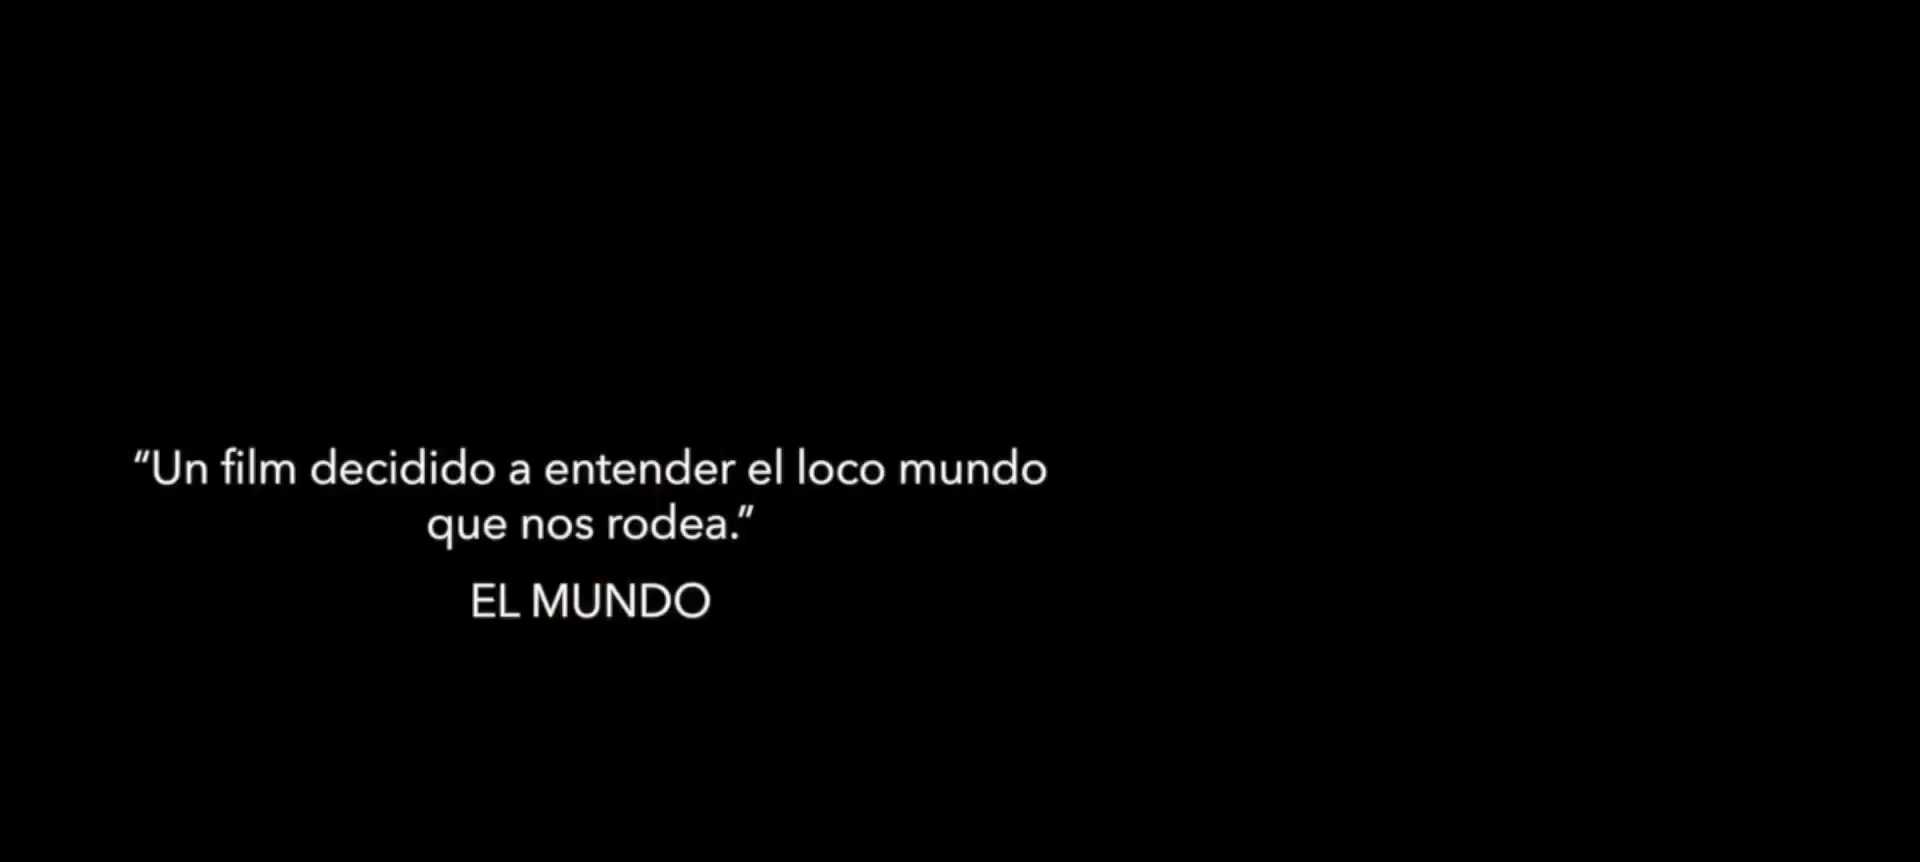 “Un film decidido a entender el loco mundo
que nos rodea.”
EL MUNDO